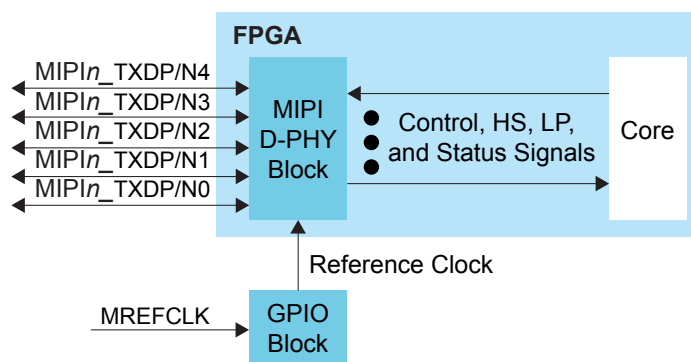 FPGA
MIPIn_TXDP/N4
MIPIn_TXDP/N3
MIPIn_TXDP/N2
MIPIn_TXDP/N1
MIPIn_TXDP/N0
MIPI
D-PHY
Block
Control, HS, LP,
and Status Signals
Core
Reference Clock
MREFCLK
GPIO
Block